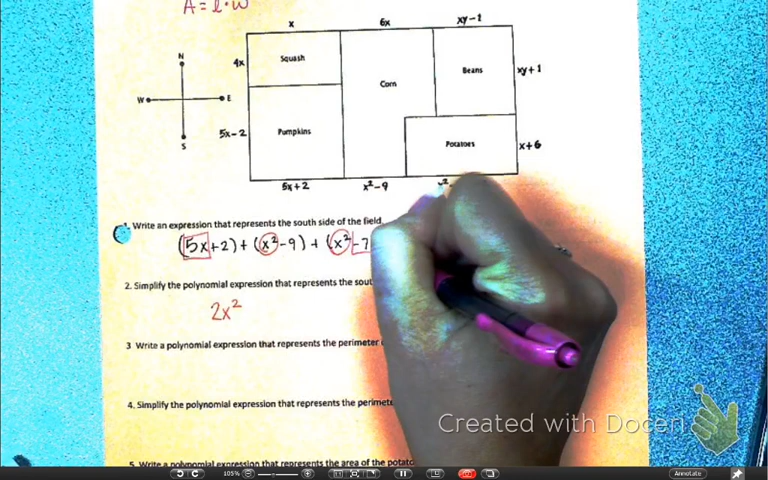 A = l · w
x 6x xy-1
N
4x Squash
Corn Beans xy+1
W E
5x-2 Pumpkins
Potatoes x+6
S
5x+2 x²-9 x²
1. Write an expression that represents the south side of the field.
(5x+2) + (x²-9) + (x²-7
2. Simplify the polynomial expression that represents the
2x²
3 Write a polynomial expression that represents the perimeter
4. Simplify the polynomial expression that represents the
Created with Doceri
5. Write a polynomial expression that represents the area of the
105% Annotate